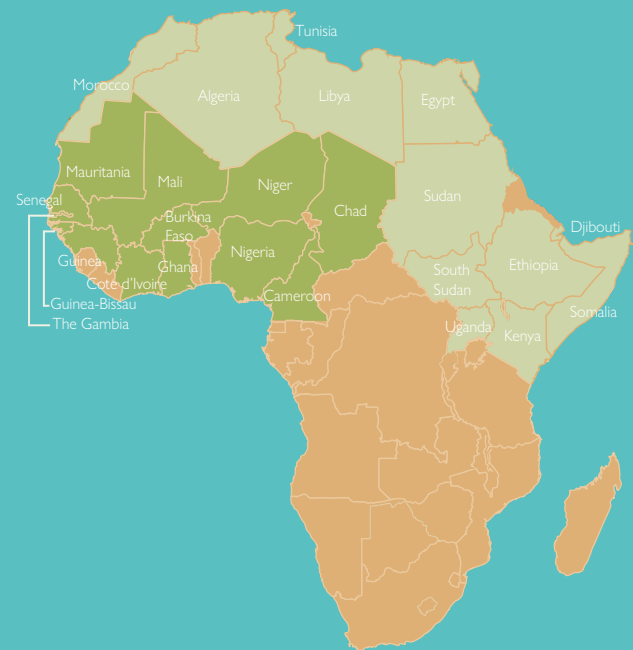 Tunisia
Morocco
Algeria
Libya
Egypt
Mauritania
Mali
Niger
Chad
Sudan
Senegal
Burkina
Faso
Nigeria
Djibouti
Guinea
Ghana
South
Sudan
Ethiopia
Cote d'Ivoire
Cameroon
Guinea-Bissau
The Gambia
Uganda
Kenya
Somalia